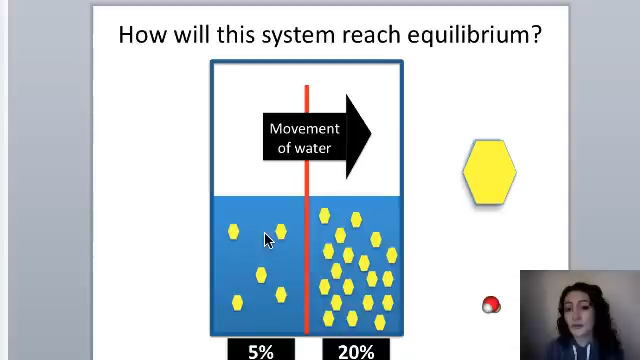 How will this system reach equilibrium?
Movement
of water
5%
20%